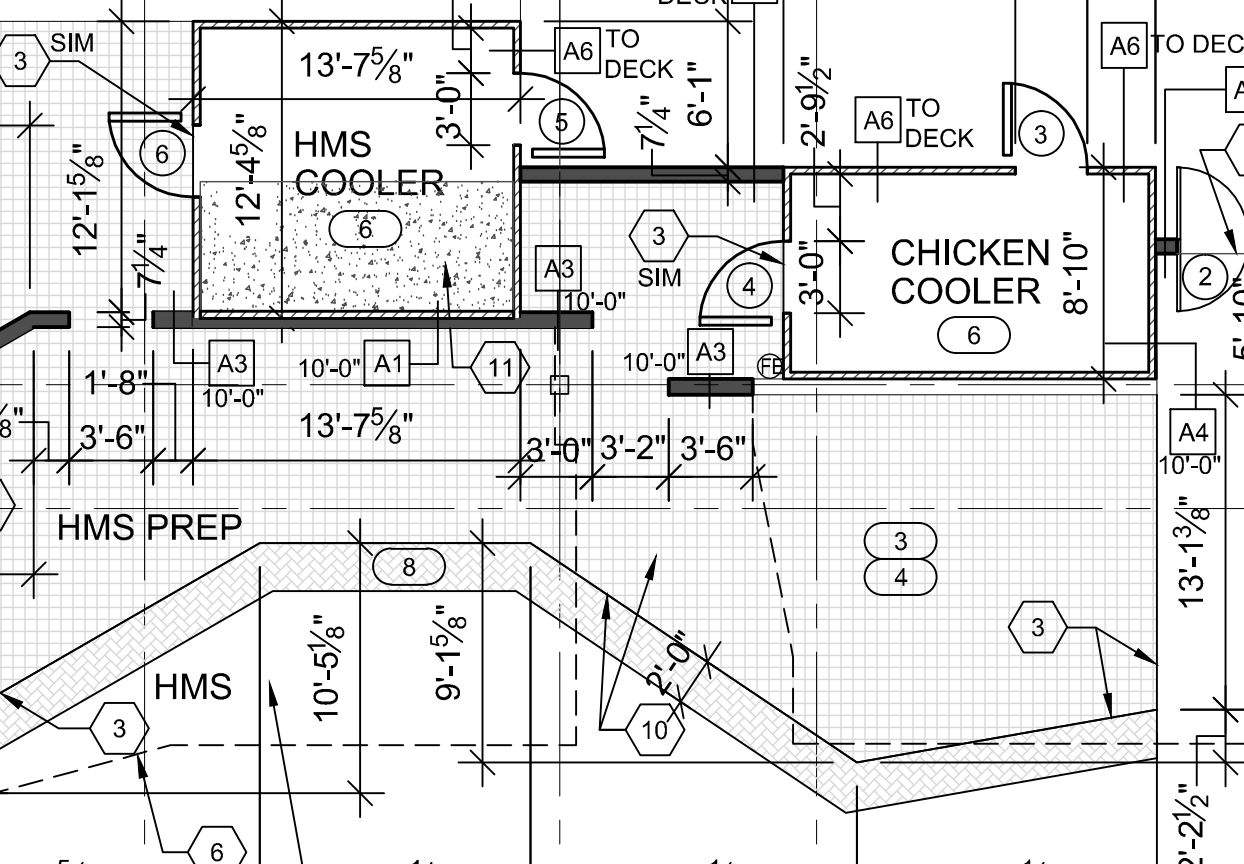 DECK
3
SIM
13'-7⅝"
A6
TO
DECK
6'-1"
7¼"
2'-9½"
A6
TO
DECK
3
A6
TO DEC
3'-0"
5
6
12'-1⅝"
12'-4⅝"
HMS
COOLER
6
7¼"
3
SIM
A3
10'-0"
4
3'-0"
CHICKEN
COOLER
6
8'-10"
2
A3
10'-0"
10'-0"
A1
11
10'-0"
A3
FE
1'-8"
3'-6"
13'-7⅝"
3'-0"
3'-2"
3'-6"
A4
10'-0"
HMS PREP
8
3
4
13'-1⅜"
10'-5⅛"
9'-1⅝"
2'-0"
HMS
3
10
3
6
2'-2½"